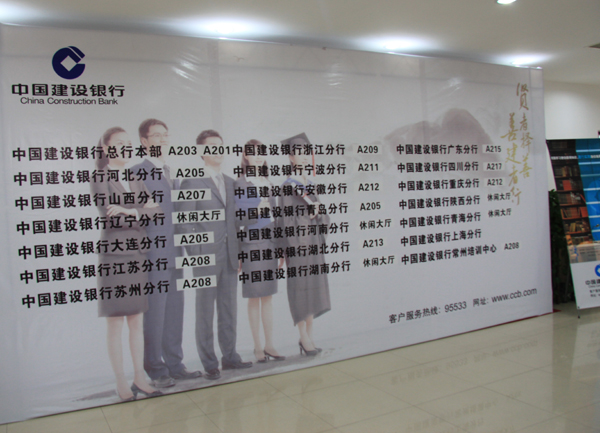 中国建设银行
China Construction Bank
中国建设银行总行本部 A203 A201
中国建设银行河北分行 A205
中国建设银行山西分行 A207
中国建设银行辽宁分行 休闲大厅
中国建设银行大连分行 A205
中国建设银行江苏分行 A208
中国建设银行苏州分行 A208
中国建设银行浙江分行 A209
中国建设银行宁波分行 A211
中国建设银行安徽分行 A212
中国建设银行青岛分行 A205
中国建设银行河南分行 休闲大厅
中国建设银行湖北分行 A213
中国建设银行湖南分行 休闲大厅
中国建设银行广东分行 A215
中国建设银行四川分行 A217
中国建设银行重庆分行 A212
中国建设银行陕西分行 休闲大厅
中国建设银行青海分行 休闲大厅
中国建设银行上海分行
中国建设银行常州培训中心 A208
贤者择善
善建者行
客户服务热线：95533 网址：www.ccb.com
中国建设